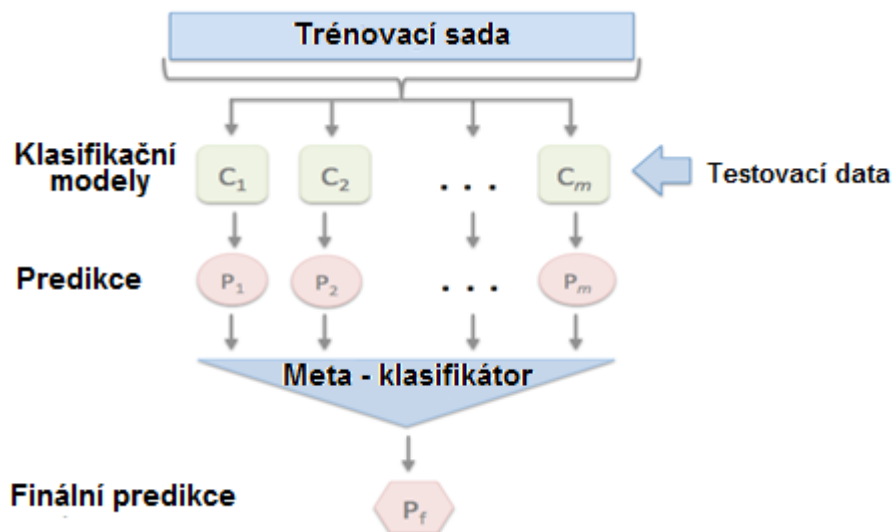 Trénovací sada
Klasifikační
modely
C1
C2
. . .
Cm
Testovací data
Predikce
P1
P2
. . .
Pm
Meta - klasifikátor
Finální predikce
Pf